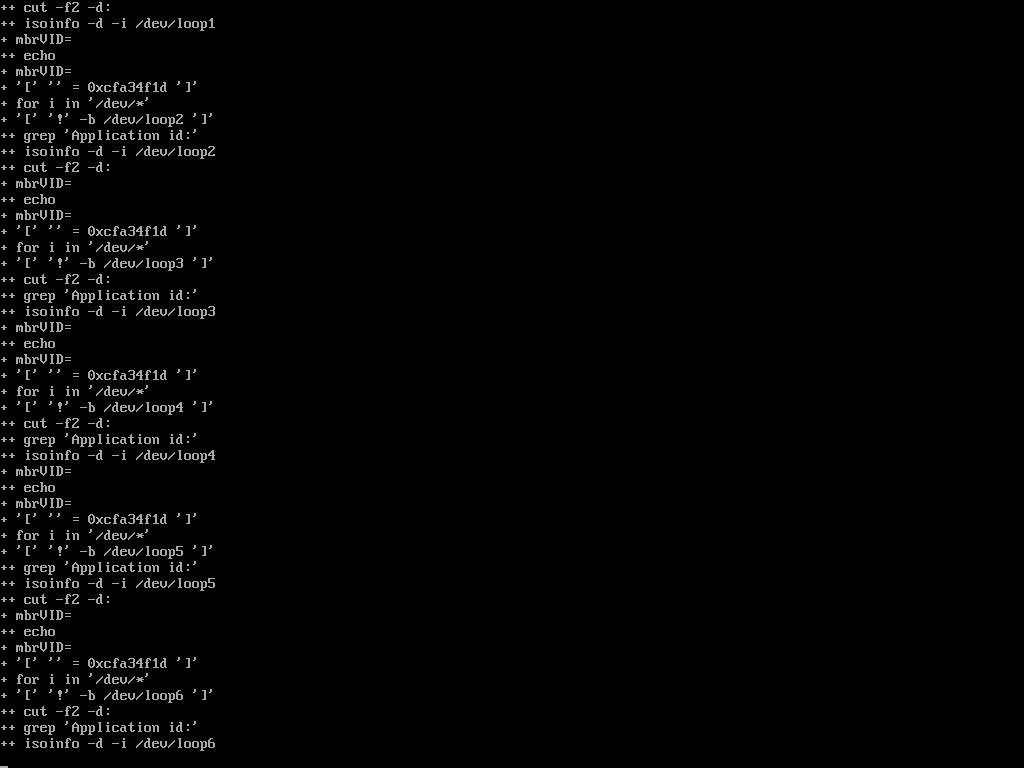 ++ cut -f2 -d:
++ isoinfo -d -i /dev/loop1
+ mbrVID=
++ echo
+ mbrVID=
+ '[' '' = 0xcfa34f1d ']'
+ for i in '/dev/*'
+ '[' '!' -b /dev/loop2 ']'
++ grep 'Application id:'
++ isoinfo -d -i /dev/loop2
++ cut -f2 -d:
+ mbrVID=
++ echo
+ mbrVID=
+ '[' '' = 0xcfa34f1d ']'
+ for i in '/dev/*'
+ '[' '!' -b /dev/loop3 ']'
++ cut -f2 -d:
++ grep 'Application id:'
++ isoinfo -d -i /dev/loop3
+ mbrVID=
++ echo
+ mbrVID=
+ '[' '' = 0xcfa34f1d ']'
+ for i in '/dev/*'
+ '[' '!' -b /dev/loop4 ']'
++ cut -f2 -d:
++ grep 'Application id:'
++ isoinfo -d -i /dev/loop4
+ mbrVID=
++ echo
+ mbrVID=
+ '[' '' = 0xcfa34f1d ']'
+ for i in '/dev/*'
+ '[' '!' -b /dev/loop5 ']'
++ grep 'Application id:'
++ isoinfo -d -i /dev/loop5
++ cut -f2 -d:
+ mbrVID=
++ echo
+ mbrVID=
+ '[' '' = 0xcfa34f1d ']'
+ for i in '/dev/*'
+ '[' '!' -b /dev/loop6 ']'
++ cut -f2 -d:
++ grep 'Application id:'
++ isoinfo -d -i /dev/loop6